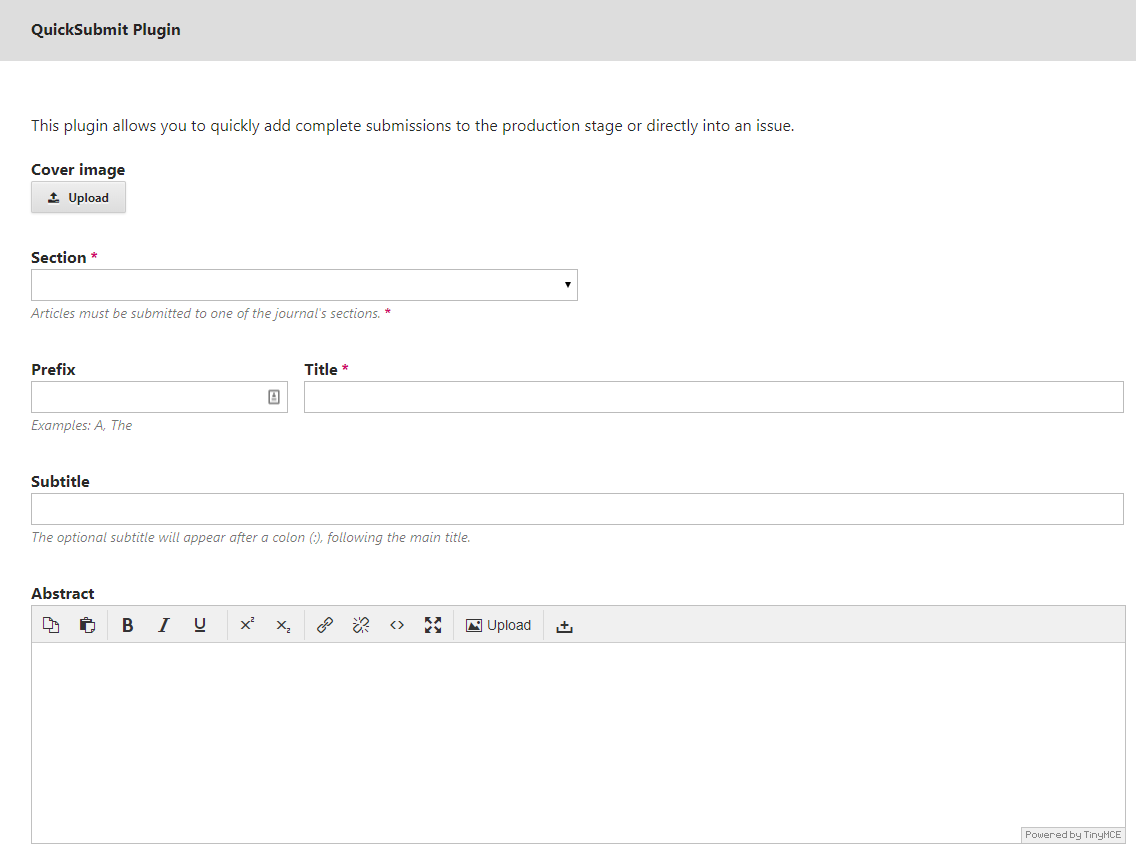 QuickSubmit Plugin
This plugin allows you to quickly add complete submissions to the production stage or directly into an issue.
Cover image
Upload
Section *
Articles must be submitted to one of the journal's sections. *
Prefix Title *
Examples: A, The
Subtitle
The optional subtitle will appear after a colon (:), following the main title.
Abstract
B I U x² x₂ <> Upload
Powered by TinyMCE